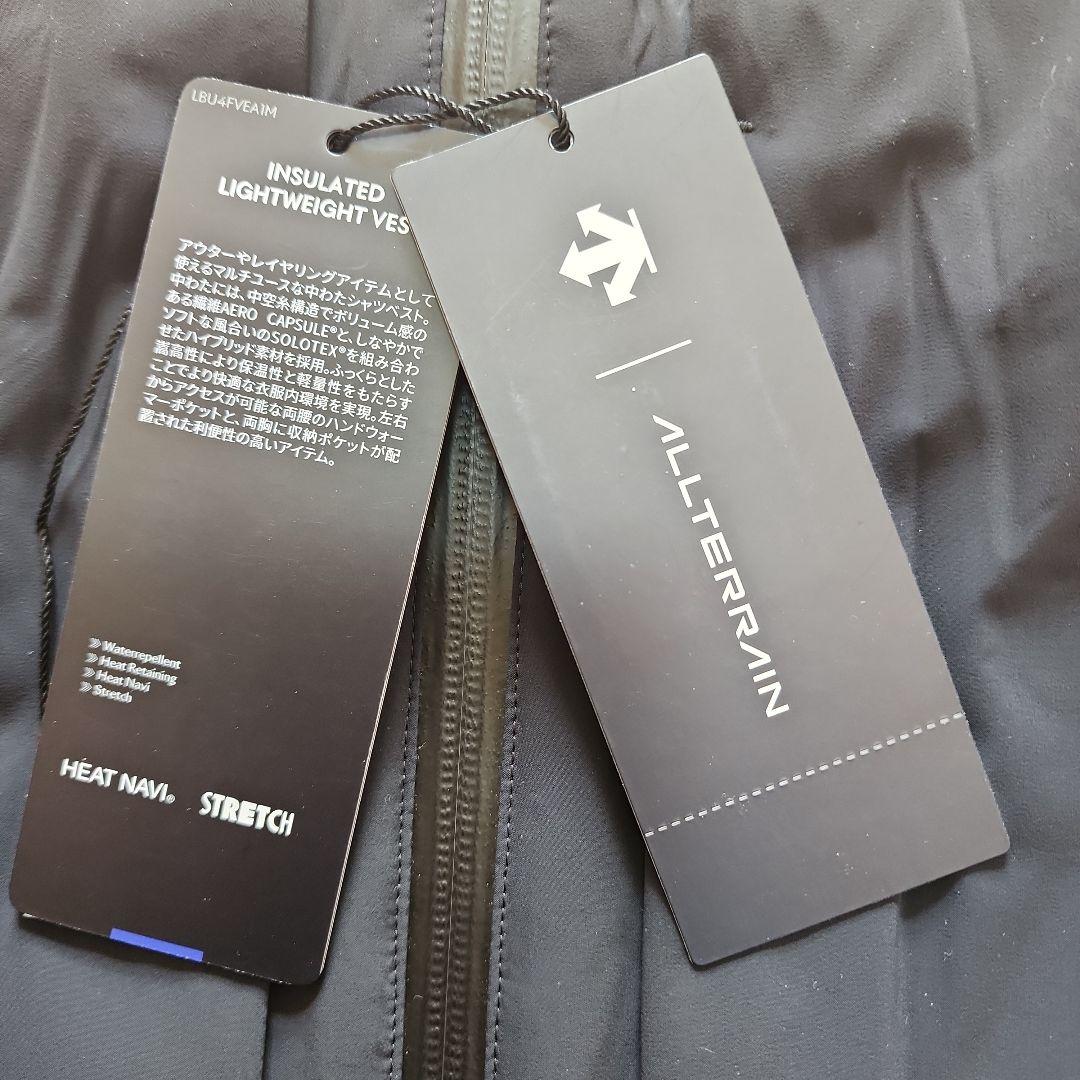 LBU4FVEA1M
INSULATED
LIGHTWEIGHT VES
アウターやレイヤリングアイテムとして
使えるマルチユースな中わたシャツベスト。
中わたには、中空糸構造でボリューム感の
ある繊維AERO CAPSULE®と、しなやかで
ソフトな風合いのSOLOTEX®を組み合わ
せたハイブリッド素材を採用。ふっくらとした
嵩高性により保温性と軽量性をもたらす
ことでより快適な衣服内環境を実現。左右
からアクセスが可能な両腰のハンドウォー
マーポケットと、両胸に収納ポケットが配
置された利便性の高いアイテム。
» Waterrepellent
» Heat Retaining
» Heat Navi
» Stretch
HEAT NAVI® STRETCH
ALLTERRAIN